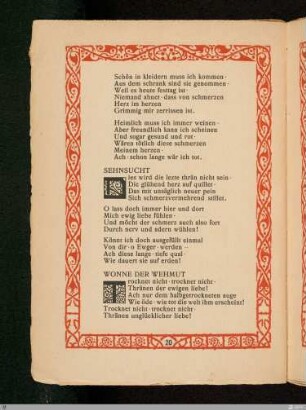 Schön in kleidern muss ich kommen·
Aus dem schrank sind sie genommen·
Weil es heute festtag ist·
Niemand ahnet· dass von schmerzen
Herz im herzen
Grimmig mir zerrissen ist.
Heimlich muss ich immer weinen·
Aber freundlich kann ich scheinen
Und sogar gesund und rot·
Wären tötlich diese schmerzen
Meinem herzen·
Ach· schon lange wär ich tot.
SEHNSUCHT
Dies wird die lezte thrän nicht sein·
Die glühend herz auf quillet·
Das mit unsäglich neuer pein
Sich schmerzvermehrend stillet.
O lass doch immer hier und dort
Mich ewig liebe fühlen·
Und möcht der schmerz auch also fort
Durch nerv und adern wühlen!
Könnt ich doch ausgefüllt einmal
Von dir· o Ewger· werden —
Ach diese lange· tiefe qual·
Wie dauert sie auf erden!
WONNE DER WEHMUT
Trocknet nicht· trocknet nicht·
Thränen der ewigen liebe!
Ach nur dem halbgetrockneten auge
Wie öde· wie tot die welt ihm erscheint!
Trocknet nicht· trocknet nicht·
Thränen unglücklicher liebe!
20